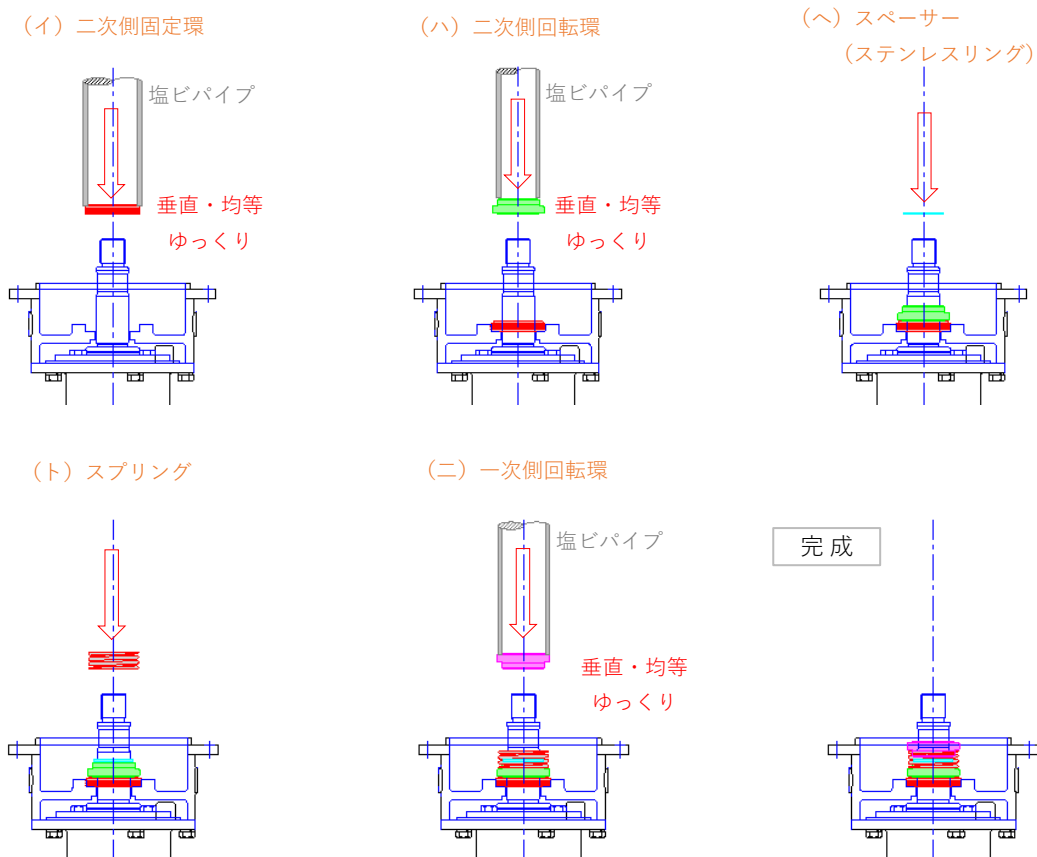 (イ)二次側固定環
塩ビパイプ
垂直・均等
ゆっくり
(ハ)二次側回転環
塩ビパイプ
垂直・均等
ゆっくり
(ヘ)スペーサー
(ステンレスリング)
(ト)スプリング
(ニ)一次側回転環
塩ビパイプ
垂直・均等
ゆっくり
完成